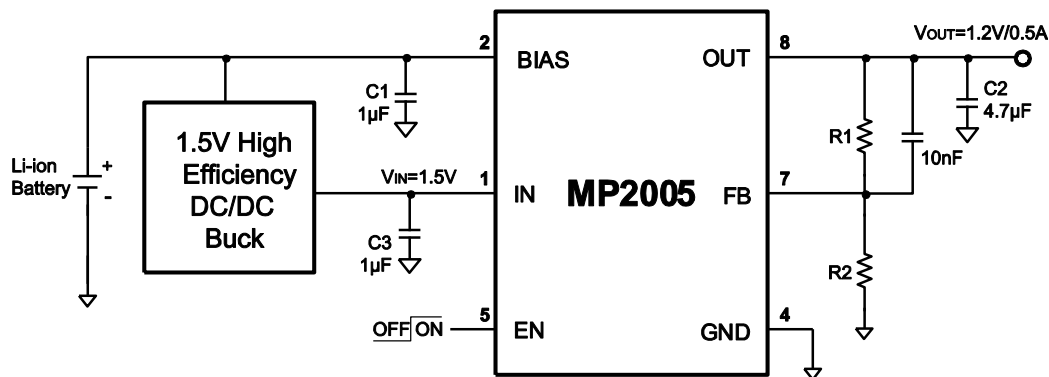 VOUT=1.2V/0.5A
2
BIAS
OUT
8
C1
1µF
C2
4.7µF
1.5V High
Efficiency
DC/DC
Buck
R1
10nF
Li-ion
Battery
+
-
VIN=1.5V
1
IN
MP2005
FB
7
C3
1µF
R2
OFF ON
5
EN
GND
4